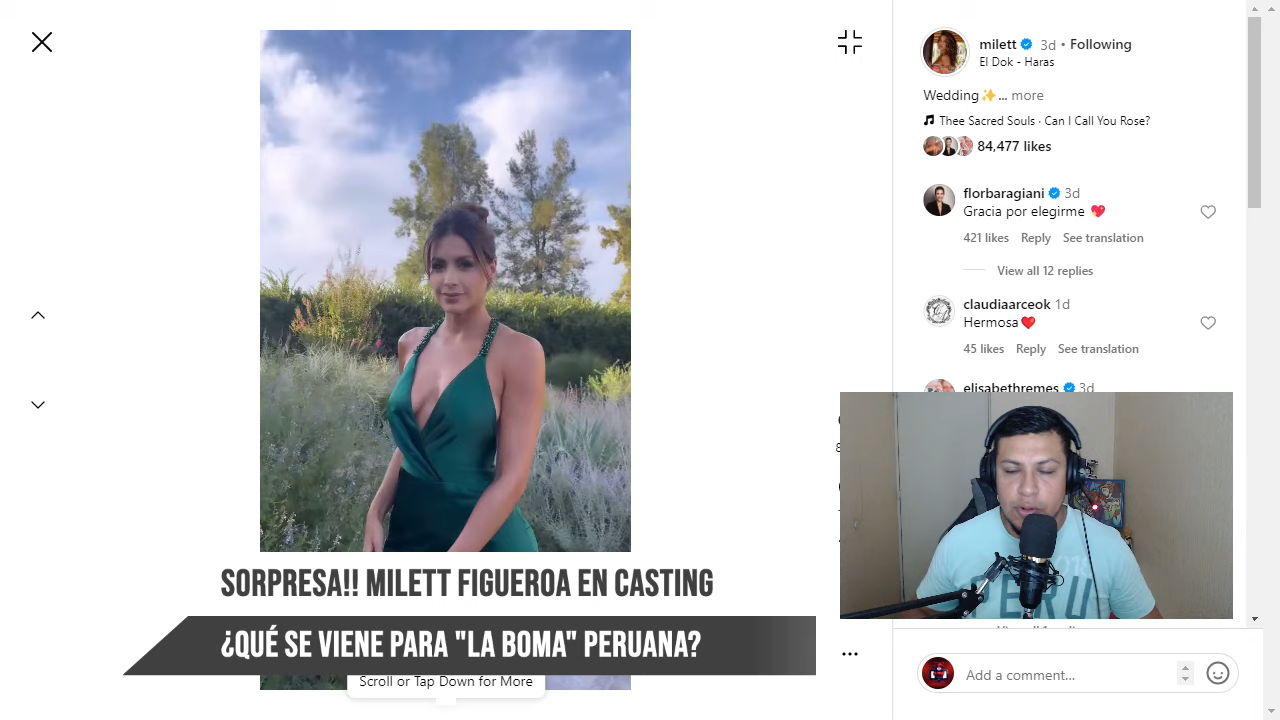 milett 3d • Following
El Dok - Haras
Wedding✨... more
Thee Sacred Souls · Can I Call You Rose?
84,477 likes
florbaragiani 3d
Gracia por elegirme 💖
421 likes Reply See translation
View all 12 replies
claudiaarceok 1d
Hermosa❤️
45 likes Reply See translation
elisabethremes 3d
PERU
SORPRESA!! MILETT FIGUEROA EN CASTING
¿QUÉ SE VIENE PARA "LA BOMA" PERUANA?
Scroll or Tap Down for More
Add a comment...